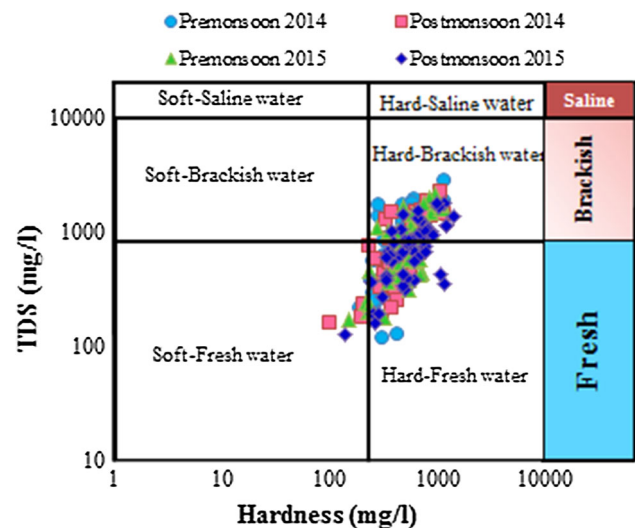 Premonsoon 2014 Postmonsoon 2014
Premonsoon 2015 Postmonsoon 2015
Soft-Saline water Hard-Saline water Saline
10000
Hard-Brackish water
Soft-Brackish water
Brackish
1000
TDS (mg/l)
100
Soft-Fresh water
Hard-Fresh water
Fresh
10
1 10 100 1000 10000
Hardness (mg/l)